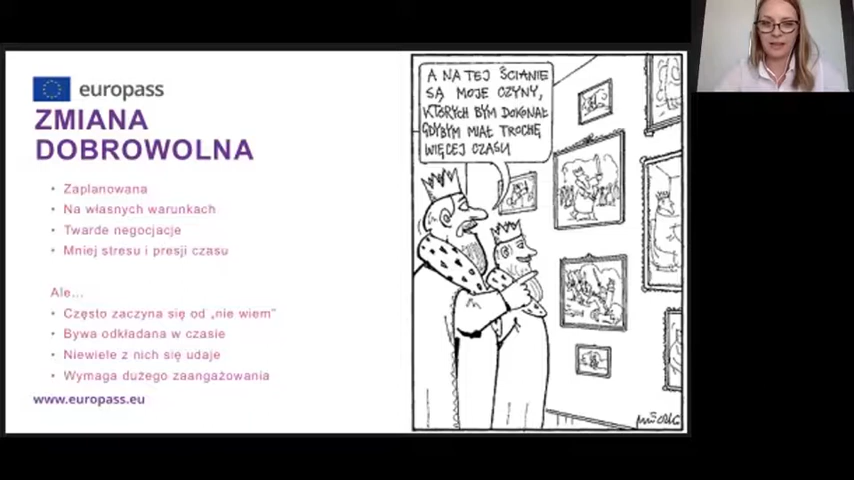 europass
ZMIANA
DOBROWOLNA
• Zaplanowana
• Na własnych warunkach
• Twarde negocjacje
• Mniej stresu i presji czasu
Ale...
• Często zaczyna się od „nie wiem”
• Bywa odkładana w czasie
• Niewiele z nich się udaje
• Wymaga dużego zaangażowania
www.europass.eu
A NA TEJ ŚCIANIE
SĄ MOJE CZYNY,
KTÓRYCH BYM DOKONAŁ
GDYBYM MIAŁ TROCHĘ
WIĘCEJ CZASU